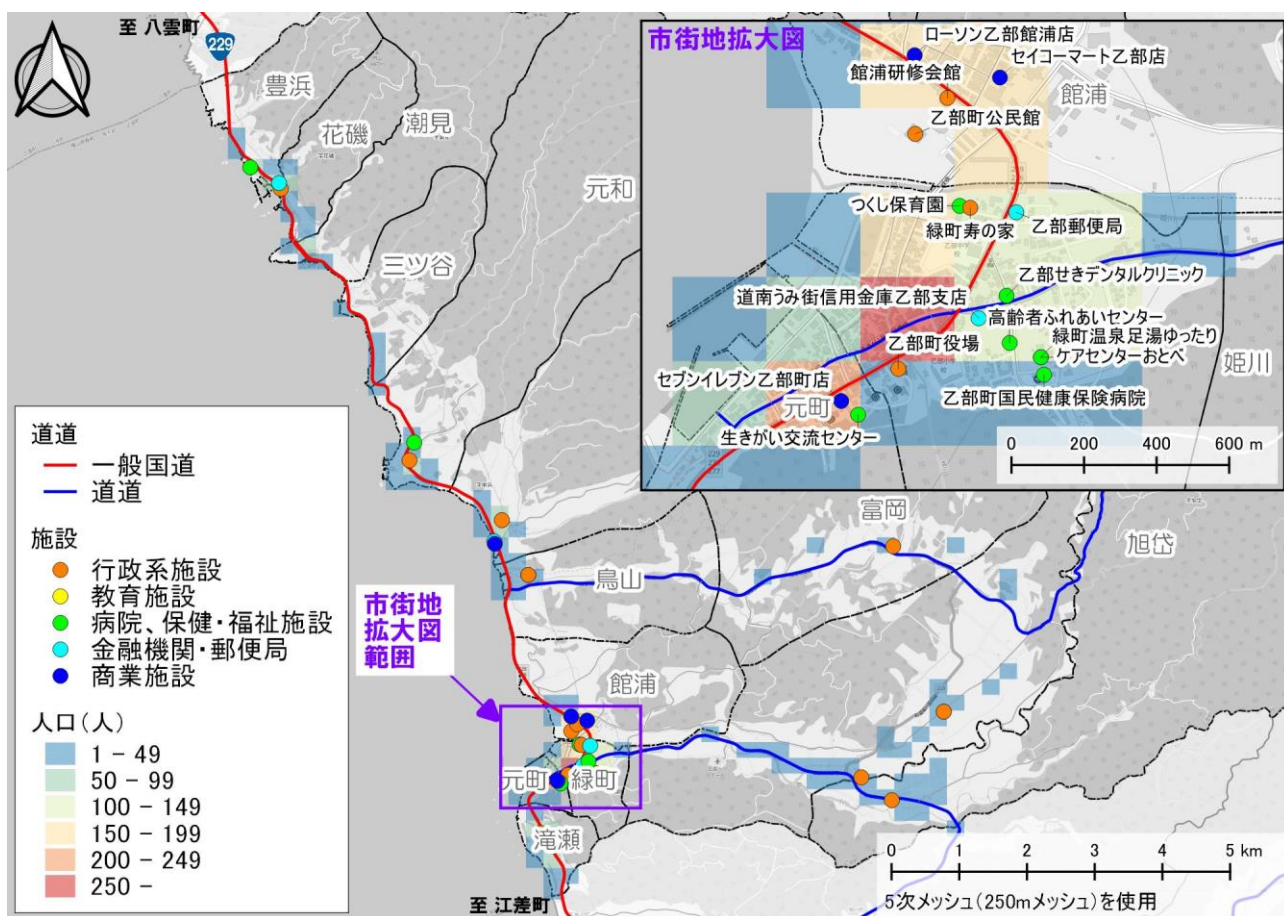 至 八雲町
229
豊浜
花磯
潮見
元和
三ツ谷
市街地拡大図
ローソン乙部館浦店
セイコーマート乙部店
館浦研修会館
館浦
乙部町公民館
つくし保育園
緑町寿の家
乙部郵便局
乙部せきデンタルクリニック
道南うみ街信用金庫乙部支店
高齢者ふれあいセンター
乙部町役場
緑町温泉足湯ゆったり
ケアセンターおとべ
セブンイレブン乙部町店
姫川
元町
乙部町国民健康保険病院
生きがい交流センター
0 200 400 600 m
道道
一般国道
道道
施設
行政系施設
教育施設
病院、保健・福祉施設
金融機関・郵便局
商業施設
人口(人)
1 - 49
50 - 99
100 - 149
150 - 199
200 - 249
250 -
富岡
旭岱
鳥山
市街地
拡大図
範囲
館浦
元町
緑町
滝瀬
至 江差町
0 1 2 3 4 5 km
5次メッシュ(250mメッシュ)を使用